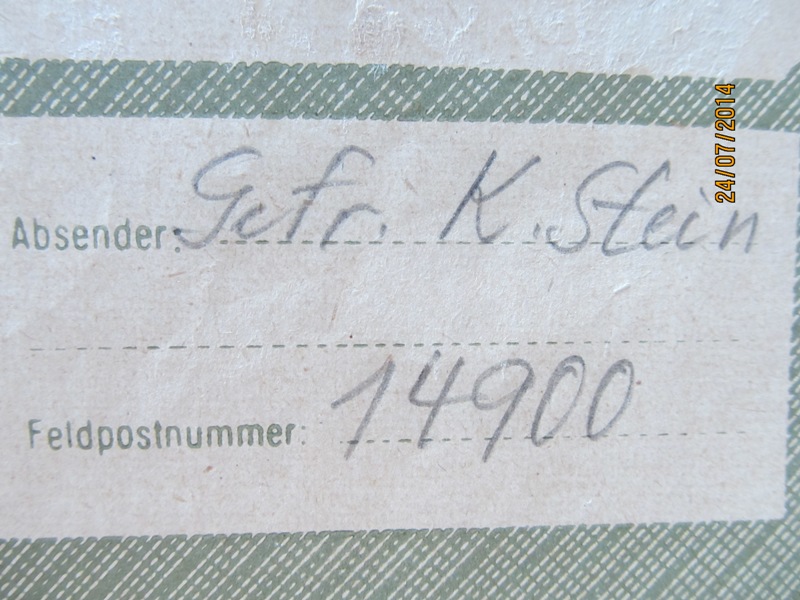 24/07/2014
Absender: Gefr. K. Stein
Feldpostnummer: 14900